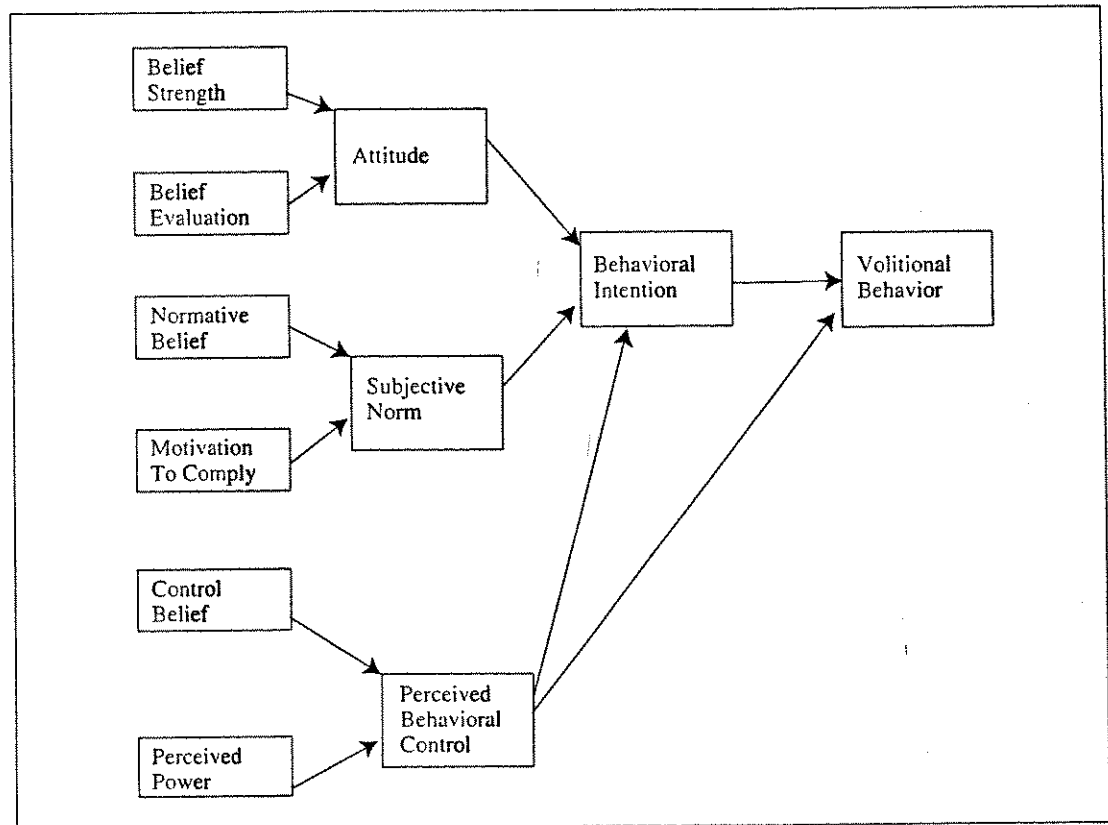 Belief
Strength
Attitude
Belief
Evaluation
Behavioral
Intention
Volitional
Behavior
Normative
Belief
Subjective
Norm
Motivation
To Comply
Control
Belief
Perceived
Behavioral
Control
Perceived
Power